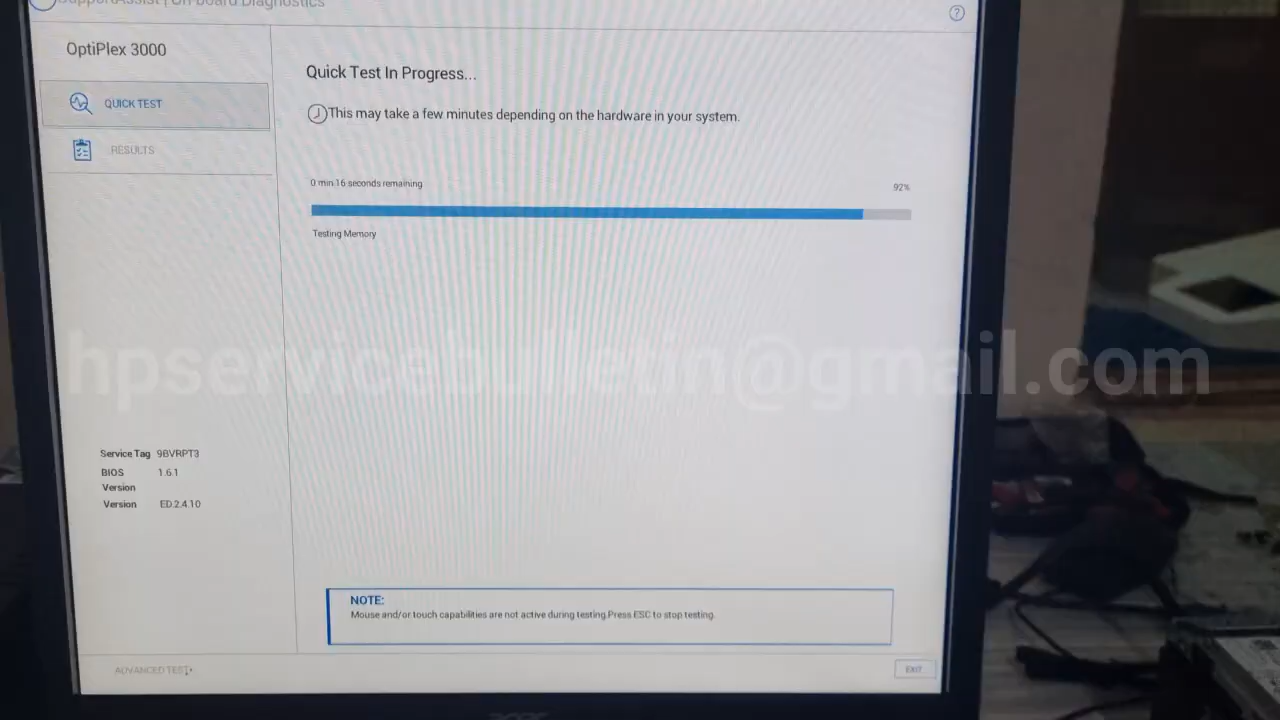 SupportAssist | On-board Diagnostics
OptiPlex 3000
QUICK TEST
RESULTS
Quick Test In Progress...
This may take a few minutes depending on the hardware in your system.
0 min 16 seconds remaining
92%
Testing Memory
hpservicebulletin@gmail.com
Service Tag 9BVRPT3
BIOS 1.6.1
Version
Version ED.2.4.10
NOTE:
Mouse and/or touch capabilities are not active during testing.Press ESC to stop testing.
ADVANCED TEST
EXIT
acer